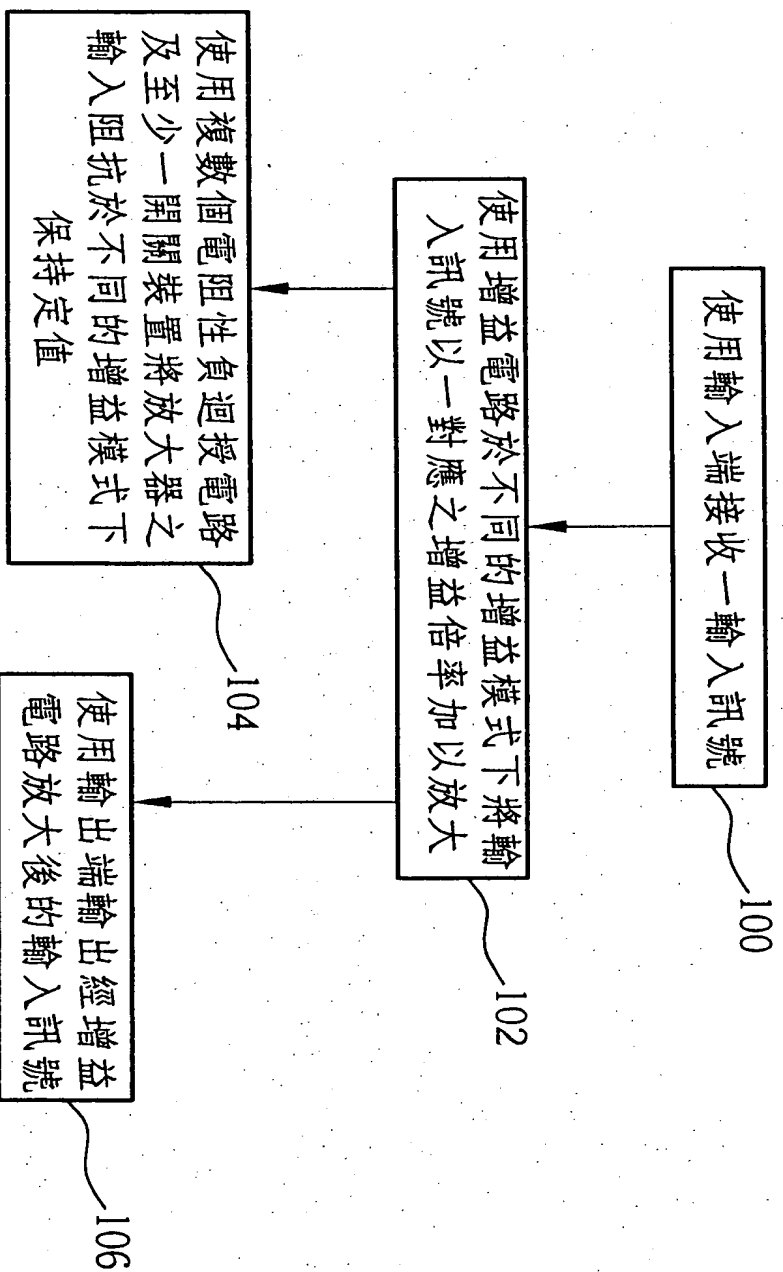 使用輸入端接收一輸入訊號
100
使用增益電路於不同的增益模式下將輸
入訊號以一對應之增益倍率加以放大
102
使用複數個電阻性負迴授電路
及至少一開關裝置將放大器之
輸入阻抗於不同的增益模式下
保持定值
104
使用輸出端輸出經增益
電路放大後的輸入訊號
106